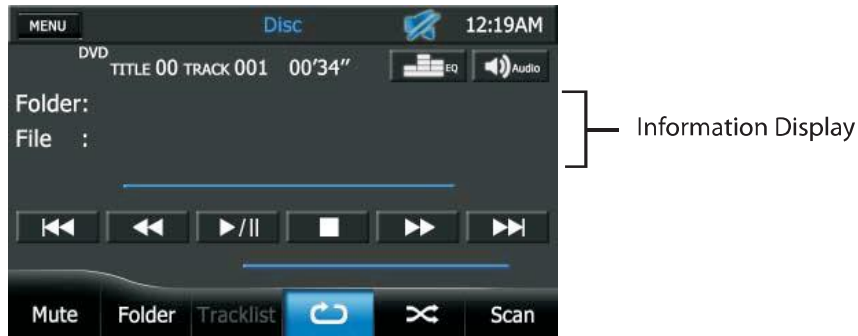 MENU Disc 12:19AM
DVD TITLE 00 TRACK 001 00'34" EQ Audio
Folder:
File :
Information Display
Mute Folder Tracklist Scan